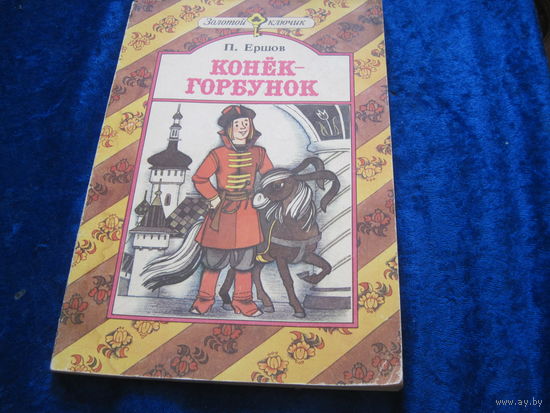 Золотой ключик
П. Ершов
КОНЁК-
ГОРБУНОК
www.ay.by